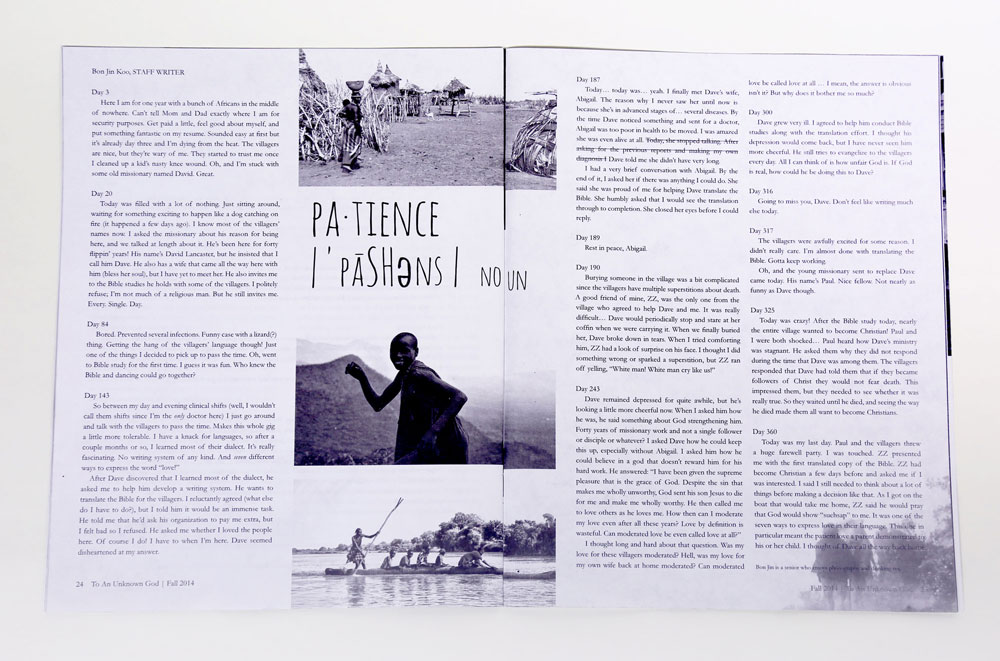 Bon Jin Koo, STAFF WRITER
Day 3
Here I am for one year with a bunch of Africans in the middle
of nowhere. Can't tell Mom and Dad exactly where I am for
security purposes. Get paid a little, feel good about myself, and
put something fantastic on my resume. Sounded easy at first but
it's already day three and I'm dying from the heat. The villagers
are nice, but they're wary of me. They started to trust me once
I cleaned up a kid's nasty knee wound. Oh, and I'm stuck with
some old missionary named David. Great.
Day 20
Today was filled with a lot of nothing. Just sitting around,
waiting for something exciting to happen like a dog catching on
fire (it happened a few days ago). I know most of the villagers'
names now. I asked the missionary about his reason for being
here, and we talked at length about it. He's been here for forty
flippin' years! His name's David Lancaster, but he insisted that I
call him Dave. He also has a wife that came all the way here with
him (bless her soul), but I have yet to meet her. He also invites me
to the Bible studies he holds with some of the villagers. I politely
refuse, I'm not much of a religious man. But he still invites me.
Every. Single. Day.
Day 84
Bored. Prevented several infections. Funny case with a lizard(?)
thing. Getting the hang of the villagers' language though! Just
one of the things I decided to pick up to pass the time. Oh, went
to Bible study for the first time. I guess it was fun. Who knew the
Bible and dancing could go together?
Day 143
So between my day and evening clinical shifts (well, I wouldn't
call them shifts since I'm the only doctor here) I just go around
and talk with the villagers to pass the time. Makes this whole gig
a little more tolerable. I have a knack for languages, so after a
couple months or so, I learned most of their dialect. It's really
fascinating. No writing system of any kind. And seven different
ways to express the word "love!"
After Dave discovered that I learned most of the dialect, he
asked me to help him develop a writing system. He wants to
translate the Bible for the villagers. I reluctantly agreed (what else
do I have to do?), but I told him it would be an immense task.
He told me that he'd ask his organization to pay me extra, but
I felt bad so I refused. He asked me whether I loved the people
here. Of course I do! I have to when I'm here. Dave seemed
disheartened at my answer.
24 To An Unknown God | Fall 2014
PA·TIENCE
| ˈpāSHəns | NOUN
Day 187
Today… today was… yeah. I finally met Dave's wife,
Abigail. The reason why I never saw her until now is
because she's in advanced stages of… several diseases. By
the time Dave noticed something and sent for a doctor,
Abigail was too poor in health to be moved. I was amazed
she was even alive at all. Today, she stopped talking. After
asking for the previous reports and making my own
diagnosis I Dave told me she didn't have very long.
I had a very brief conversation with Abigail. By the
end of it, I asked her if there was anything I could do. She
said she was proud of me for helping Dave translate the
Bible. She humbly asked that I would see the translation
through to completion. She closed her eyes before I could
reply.
Day 189
Rest in peace, Abigail.
Day 190
Burying someone in the village was a bit complicated
since the villagers have multiple superstitions about death.
A good friend of mine, ZZ, was the only one from the
village who agreed to help Dave and me. It was really
difficult… Dave would periodically stop and stare at her
coffin when we were carrying it. When we finally buried
her, Dave broke down in tears. When I tried comforting
him, ZZ had a look of surprise on his face. I thought I did
something wrong or sparked a superstition, but ZZ ran
off yelling, "White man! White man cry like us!"
Day 243
Dave remained depressed for quite awhile, but he's
looking a little more cheerful now. When I asked him how
he was, he said something about God strengthening him.
Forty years of missionary work and not a single follower
or disciple or whatever? I asked Dave how he could keep
this up, especially without Abigail. I asked him how he
could believe in a god that doesn't reward him for his
hard work. He answered: "I have been given the supreme
pleasure that is the grace of God. Despite the sin that
makes me wholly unworthy, God sent his son Jesus to die
for me and make me wholly worthy. He then called me
to love others as he loves me. How then can I moderate
my love even after all these years? Love by definition is
wasteful. Can moderated love be even called love at all?"
I thought long and hard about that question. Was my
love for these villagers moderated? Hell, was my love for
my own wife back at home moderated? Can moderated
love be called love at all … I mean, the answer is obvious
isn't it? But why does it bother me so much?
Day 300
Dave grew very ill. I agreed to help him conduct Bible
studies along with the translation effort. I thought his
depression would come back, but I have never seen him
more cheerful. He still tries to evangelize to the villagers
every day. All I can think of is how unfair God is. If God
is real, how could he be doing this to Dave?
Day 316
Going to miss you, Dave. Don't feel like writing much
else today.
Day 317
The villagers were awfully excited for some reason. I
didn't really care. I'm almost done with translating the
Bible. Gotta keep working.
Oh, and the young missionary sent to replace Dave
came today. His name's Paul. Nice fellow. Not nearly as
funny as Dave though.
Day 325
Today was crazy! After the Bible study today, nearly
the entire village wanted to become Christian! Paul and
I were both shocked… Paul heard how Dave's ministry
was stagnant. He asked them why they did not respond
during the time that Dave was among them. The villagers
responded that Dave had told them that if they became
followers of Christ they would not fear death. This
impressed them, but they needed to see whether it was
really true. So they waited until he died, and seeing the way
he died made them all want to become Christians.
Day 360
Today was my last day. Paul and the villagers threw
a huge farewell party. I was touched. ZZ presented
me with the first translated copy of the Bible. ZZ had
become Christian a few days before and asked me if I
was interested. I said I still needed to think about a lot of
things before making a decision like that. As I got on the
boat that would take me home, ZZ said he would pray
that God would show "sucheap" to me. It was one of the
seven ways to express love in their language. This one in
particular meant the patient love a parent demonstrated for
his or her child. I thought of Dave all the way back home.
Bon Jin is a senior who
Fall 2014 | To An Unknown God